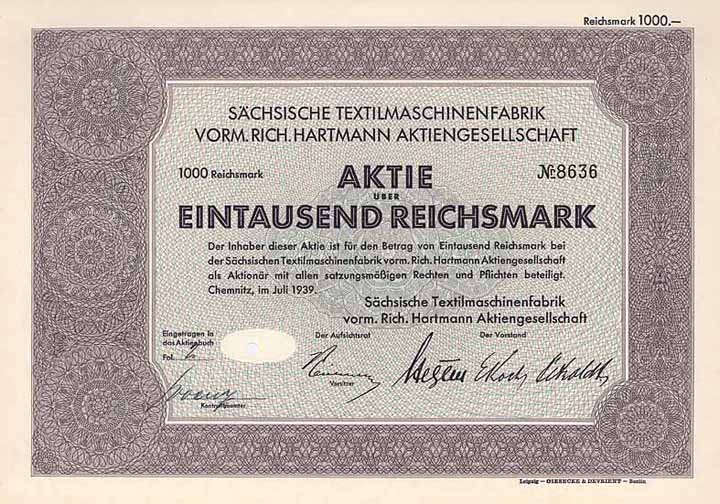 Reichsmark 1000.—
SÄCHSISCHE TEXTILMASCHINENFABRIK
VORM. RICH. HARTMANN AKTIENGESELLSCHAFT
1000 Reichsmark
AKTIE
№ 8636
ÜBER
EINTAUSEND REICHSMARK
Der Inhaber dieser Aktie ist für den Betrag von Eintausend Reichsmark bei
der Sächsischen Textilmaschinenfabrik vorm. Rich. Hartmann Aktiengesellschaft
als Aktionär mit allen satzungsmäßigen Rechten und Pflichten beteiligt.
Chemnitz, im Juli 1939.
Sächsische Textilmaschinenfabrik
vorm. Rich. Hartmann Aktiengesellschaft
Eingetragen in
das Aktienbuch
Fol.
Der Aufsichtsrat
Der Vorstand
Vorsitzer
Kontrollbeamter
Leipzig — GIESECKE & DEVRIENT — Berlin